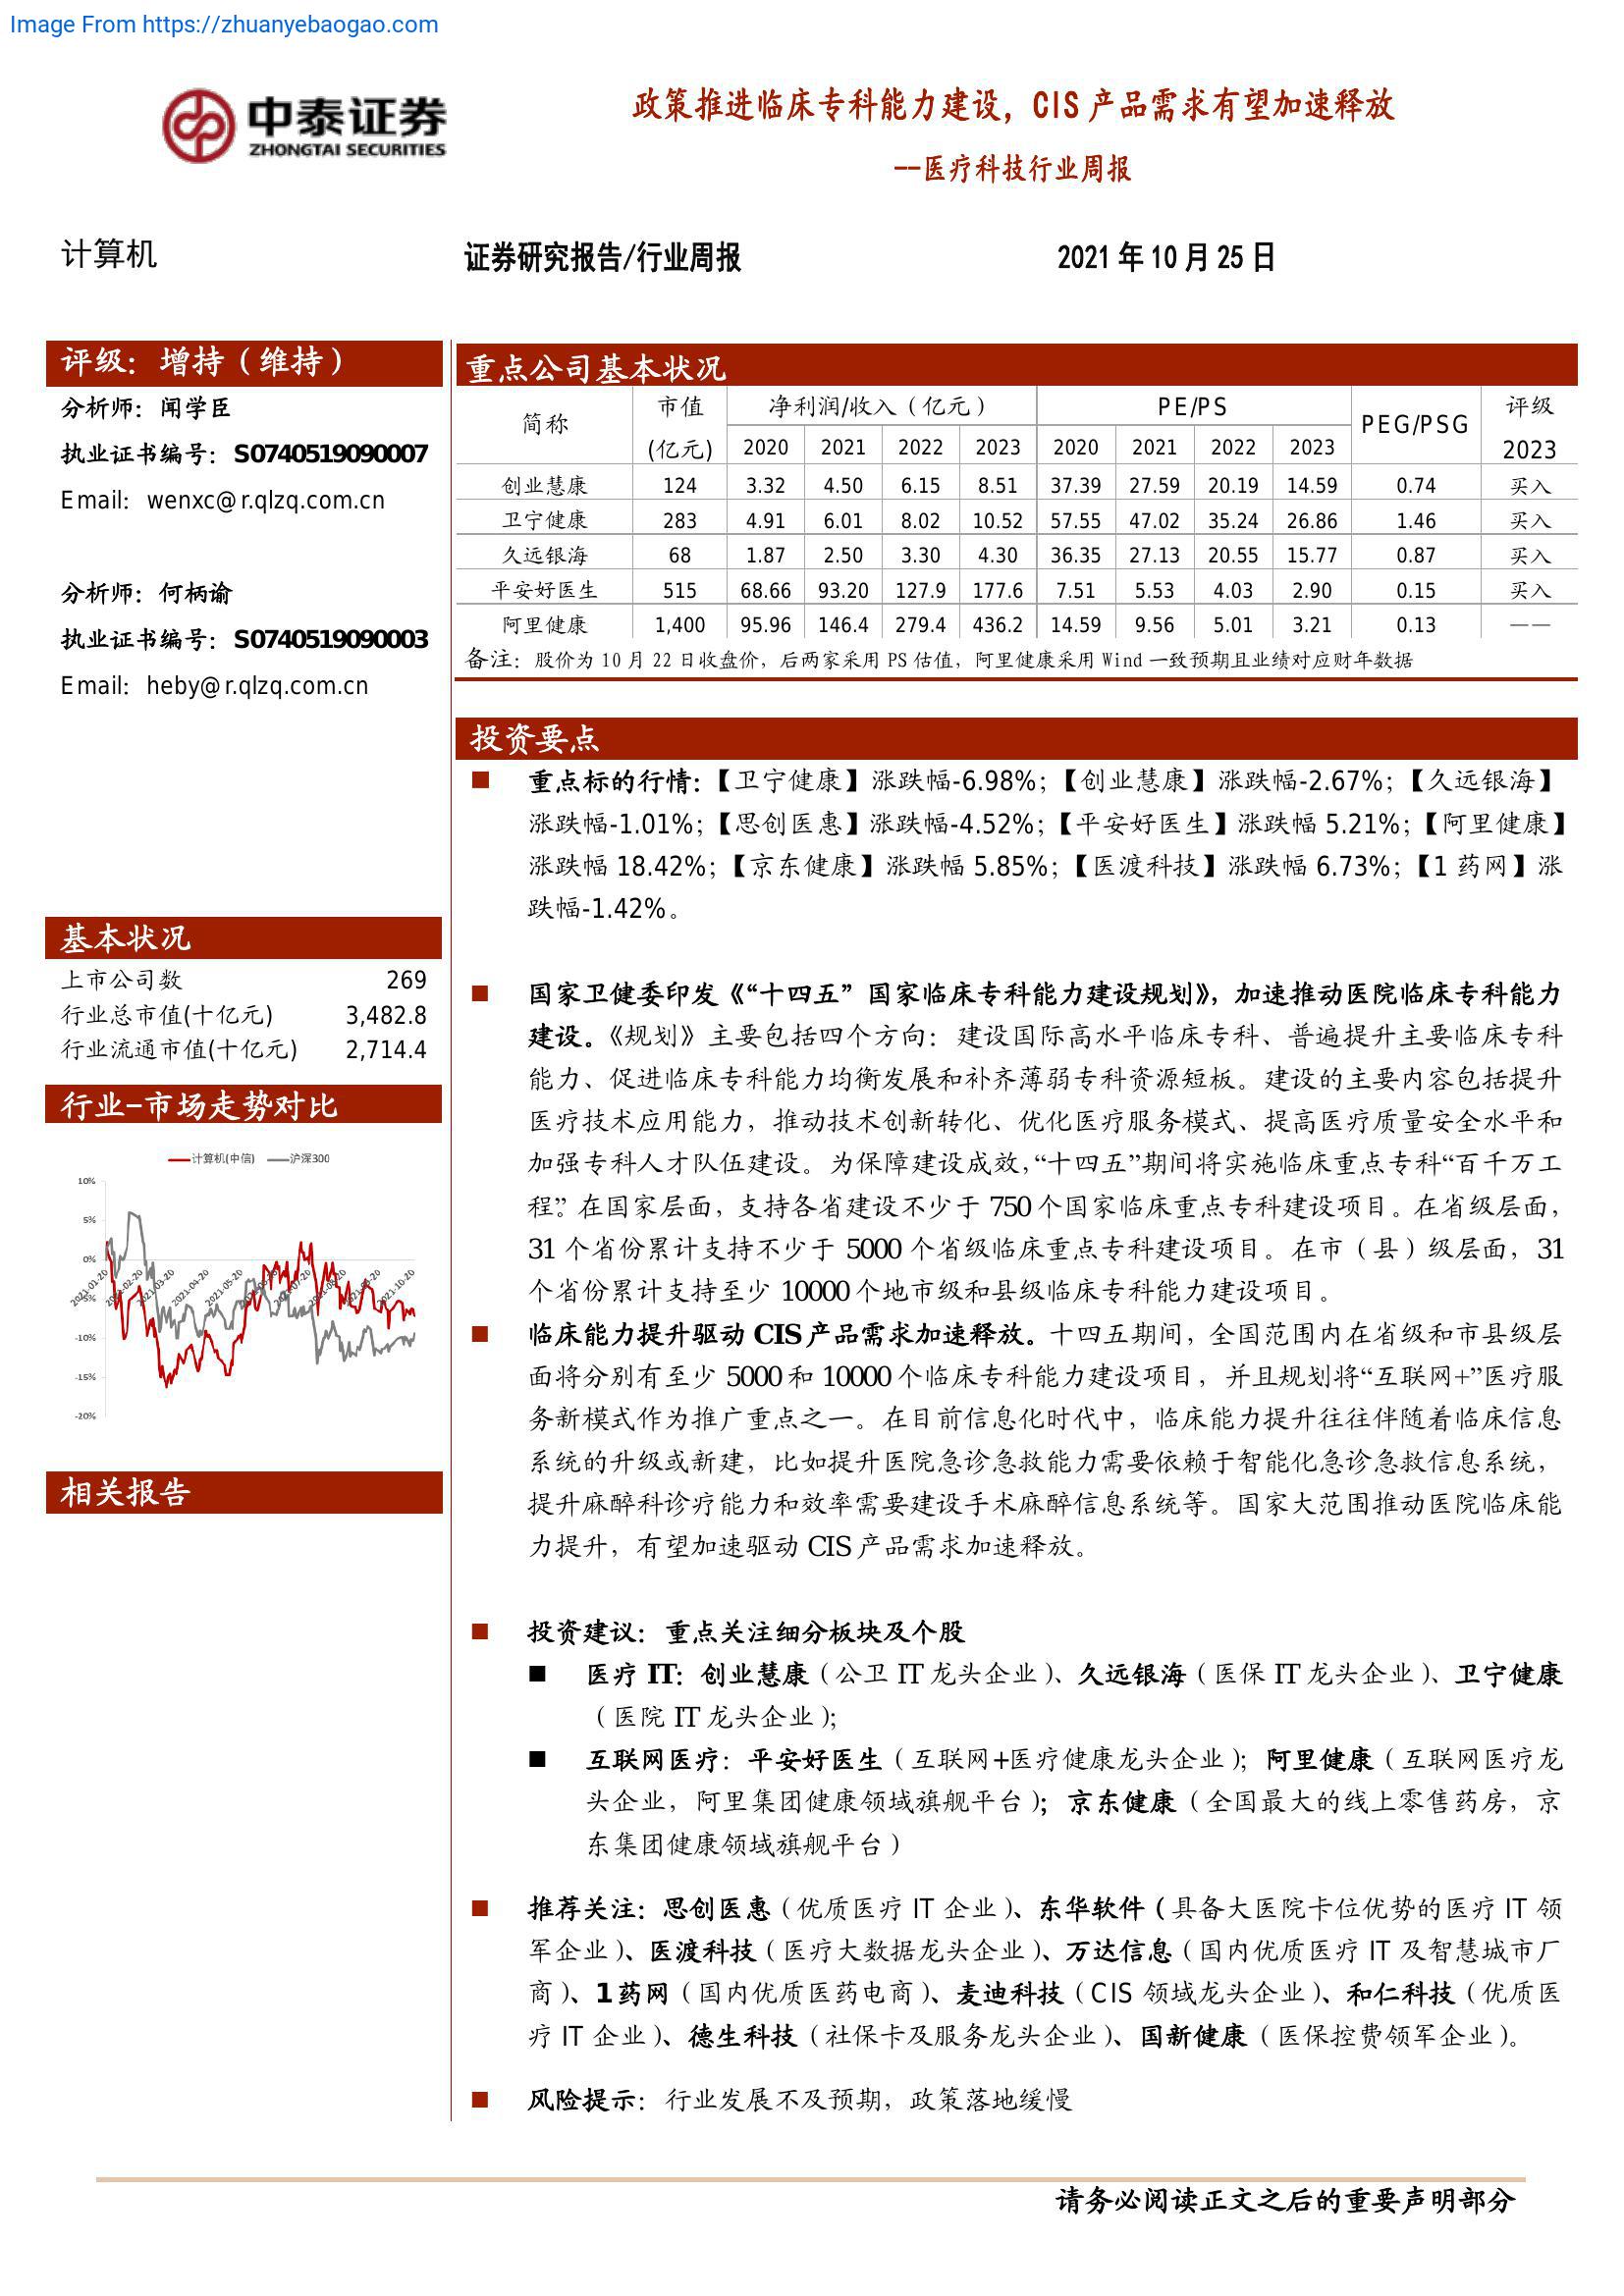 Image From https://zhuanyebaogao.com
中泰证券
ZHONGTAI SECURITIES
政策推进临床专科能力建设，CIS 产品需求有望加速释放
--医疗科技行业周报
计算机
证券研究报告/行业周报
2021 年 10 月 25 日
评级：增持（维持）
分析师：闻学臣
执业证书编号：S0740519090007
Email：wenxc@r.qlzq.com.cn
分析师：何柄谕
执业证书编号：S0740519090003
Email：heby@r.qlzq.com.cn
基本状况
上市公司数 269
行业总市值(十亿元) 3,482.8
行业流通市值(十亿元) 2,714.4
行业-市场走势对比
计算机(中信) 沪深300
10%
5%
0%
-5%
-10%
-15%
-20%
2021-01-20 2021-02-20 2021-03-20 2021-04-20 2021-05-20 2021-06-20 2021-07-20 2021-08-20 2021-09-20 2021-10-20
相关报告
重点公司基本状况
简称 市值 净利润/收入（亿元） PE/PS PEG/PSG 评级
(亿元) 2020 2021 2022 2023 2020 2021 2022 2023 2023
创业慧康 124 3.32 4.50 6.15 8.51 37.39 27.59 20.19 14.59 0.74 买入
卫宁健康 283 4.91 6.01 8.02 10.52 57.55 47.02 35.24 26.86 1.46 买入
久远银海 68 1.87 2.50 3.30 4.30 36.35 27.13 20.55 15.77 0.87 买入
平安好医生 515 68.66 93.20 127.9 177.6 7.51 5.53 4.03 2.90 0.15 买入
阿里健康 1,400 95.96 146.4 279.4 436.2 14.59 9.56 5.01 3.21 0.13 ——
备注：股价为 10 月 22 日收盘价，后两家采用 PS 估值，阿里健康采用 Wind 一致预期且业绩对应财年数据
投资要点
■ 重点标的行情：【卫宁健康】涨跌幅-6.98%；【创业慧康】涨跌幅-2.67%；【久远银海】
涨跌幅-1.01%；【思创医惠】涨跌幅-4.52%；【平安好医生】涨跌幅 5.21%；【阿里健康】
涨跌幅 18.42%；【京东健康】涨跌幅 5.85%；【医渡科技】涨跌幅 6.73%；【1 药网】涨
跌幅-1.42%。
■ 国家卫健委印发《“十四五”国家临床专科能力建设规划》，加速推动医院临床专科能力
建设。《规划》主要包括四个方向：建设国际高水平临床专科、普遍提升主要临床专科
能力、促进临床专科能力均衡发展和补齐薄弱专科资源短板。建设的主要内容包括提升
医疗技术应用能力，推动技术创新转化、优化医疗服务模式、提高医疗质量安全水平和
加强专科人才队伍建设。为保障建设成效，“十四五”期间将实施临床重点专科“百千万工
程”。在国家层面，支持各省建设不少于 750 个国家临床重点专科建设项目。在省级层面，
31 个省份累计支持不少于 5000 个省级临床重点专科建设项目。在市（县）级层面，31
个省份累计支持至少 10000 个地市级和县级临床专科能力建设项目。
■ 临床能力提升驱动 CIS 产品需求加速释放。十四五期间，全国范围内在省级和市县级层
面将分别有至少 5000 和 10000 个临床专科能力建设项目，并且规划将“互联网+”医疗服
务新模式作为推广重点之一。在目前信息化时代中，临床能力提升往往伴随着临床信息
系统的升级或新建，比如提升医院急诊急救能力需要依赖于智能化急诊急救信息系统，
提升麻醉科诊疗能力和效率需要建设手术麻醉信息系统等。国家大范围推动医院临床能
力提升，有望加速驱动 CIS 产品需求加速释放。
■ 投资建议：重点关注细分板块及个股
■ 医疗 IT：创业慧康（公卫 IT 龙头企业）、久远银海（医保 IT 龙头企业）、卫宁健康
（医院 IT 龙头企业）；
■ 互联网医疗：平安好医生（互联网+医疗健康龙头企业）；阿里健康（互联网医疗龙
头企业，阿里集团健康领域旗舰平台）；京东健康（全国最大的线上零售药房，京
东集团健康领域旗舰平台）
■ 推荐关注：思创医惠（优质医疗 IT 企业）、东华软件（具备大医院卡位优势的医疗 IT 领
军企业）、医渡科技（医疗大数据龙头企业）、万达信息（国内优质医疗 IT 及智慧城市厂
商）、1 药网（国内优质医药电商）、麦迪科技（CIS 领域龙头企业）、和仁科技（优质医
疗 IT 企业）、德生科技（社保卡及服务龙头企业）、国新健康（医保控费领军企业）。
■ 风险提示：行业发展不及预期，政策落地缓慢
请务必阅读正文之后的重要声明部分